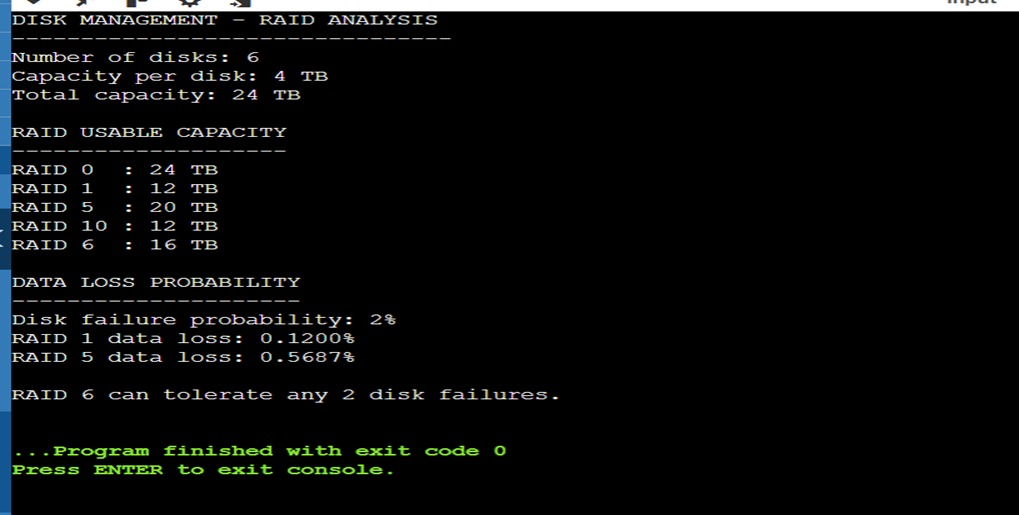 Input
DISK MANAGEMENT - RAID ANALYSIS
--------------------------------
Number of disks: 6
Capacity per disk: 4 TB
Total capacity: 24 TB
RAID USABLE CAPACITY
--------------------
RAID 0  : 24 TB
RAID 1  : 12 TB
RAID 5  : 20 TB
RAID 10 : 12 TB
RAID 6  : 16 TB
DATA LOSS PROBABILITY
---------------------
Disk failure probability: 2%
RAID 1 data loss: 0.1200%
RAID 5 data loss: 0.5687%
RAID 6 can tolerate any 2 disk failures.
...Program finished with exit code 0
Press ENTER to exit console.